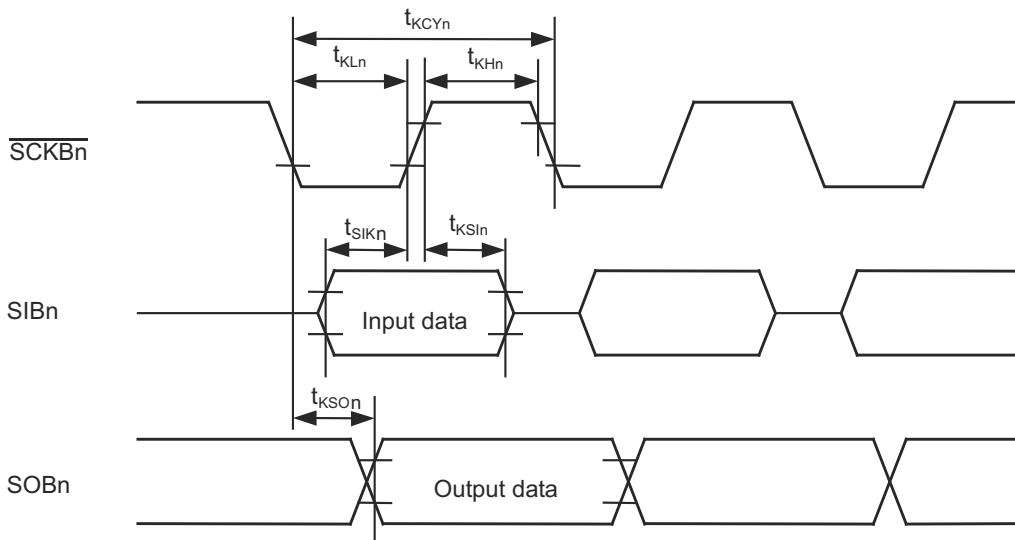 tKCYn
tKLn
tKHn
SCKBn
tSIKn
tKSIn
SIBn
Input data
tKSOn
SOBn
Output data